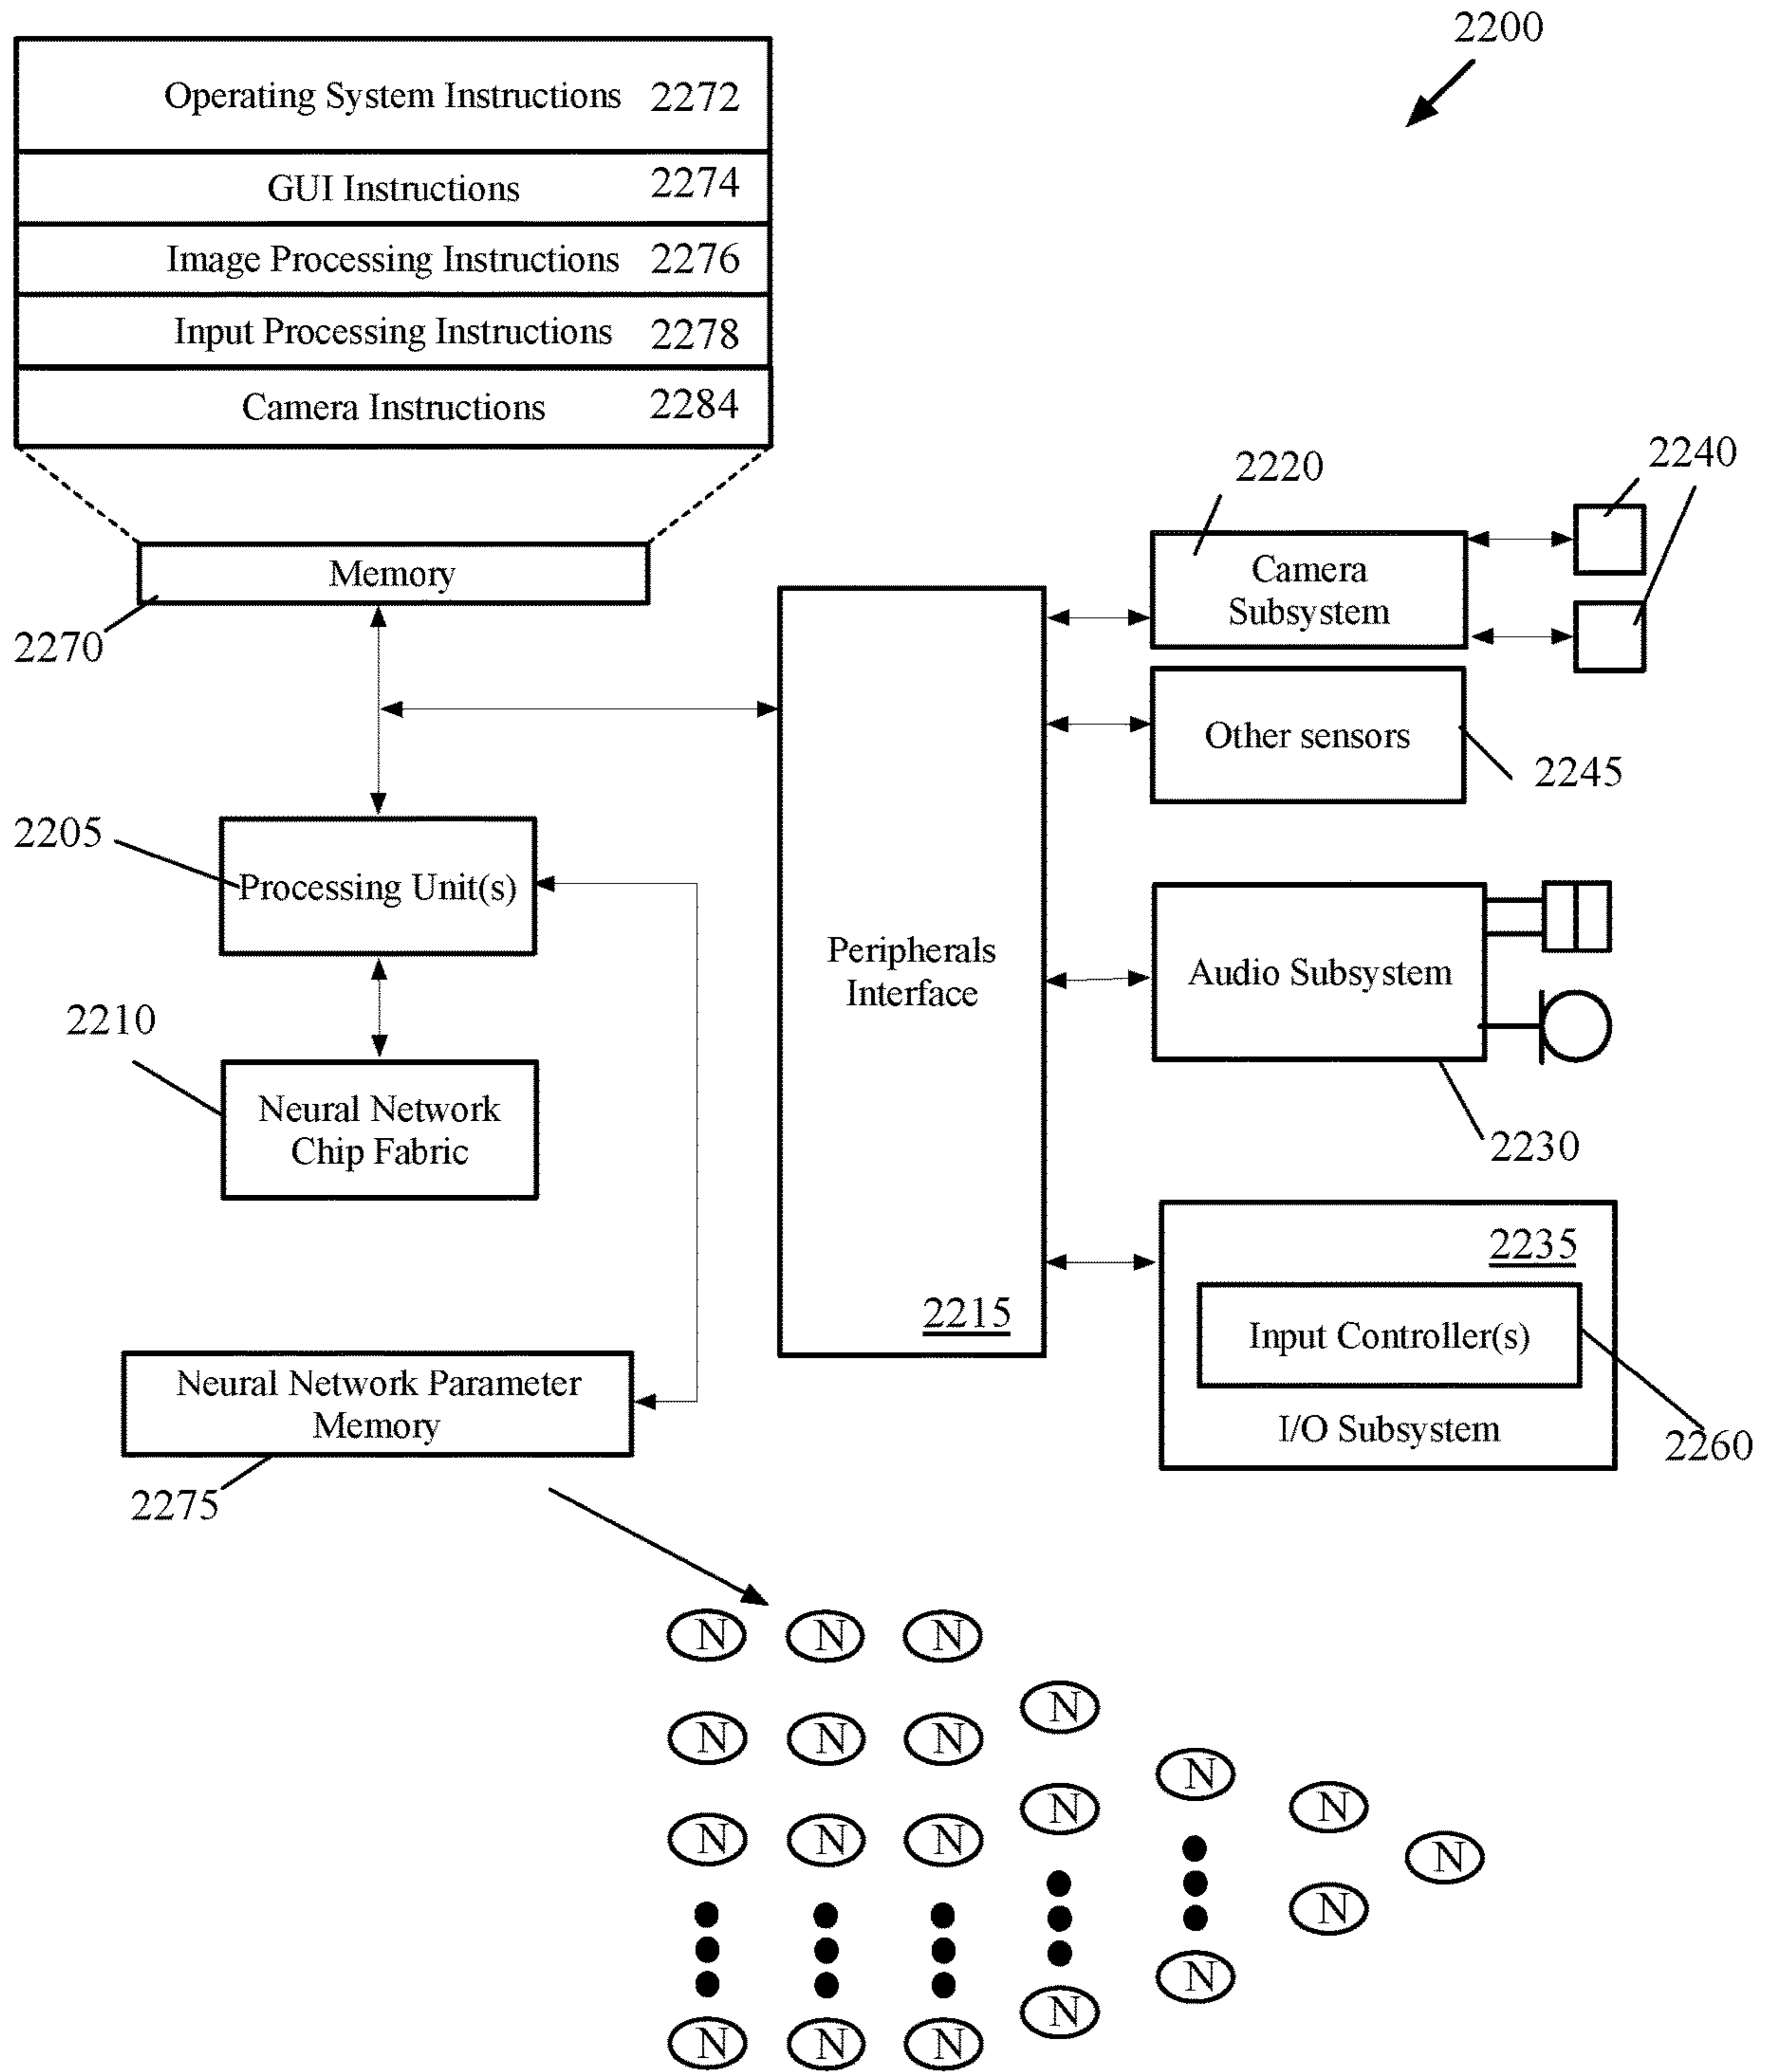 2200
Operating System Instructions 2272
GUI Instructions 2274
Image Processing Instructions 2276
Input Processing Instructions 2278
Camera Instructions 2284
Memory
2270
2220
2240
Camera
Subsystem
Other sensors
2245
2205
Processing Unit(s)
2210
Neural Network
Chip Fabric
Peripherals
Interface
2215
Audio Subsystem
2230
2235
Input Controller(s)
I/O Subsystem
2260
Neural Network Parameter
Memory
2275
N N N
N
N N N
N
N
N
N N N
N
N
N
N
N
N N N